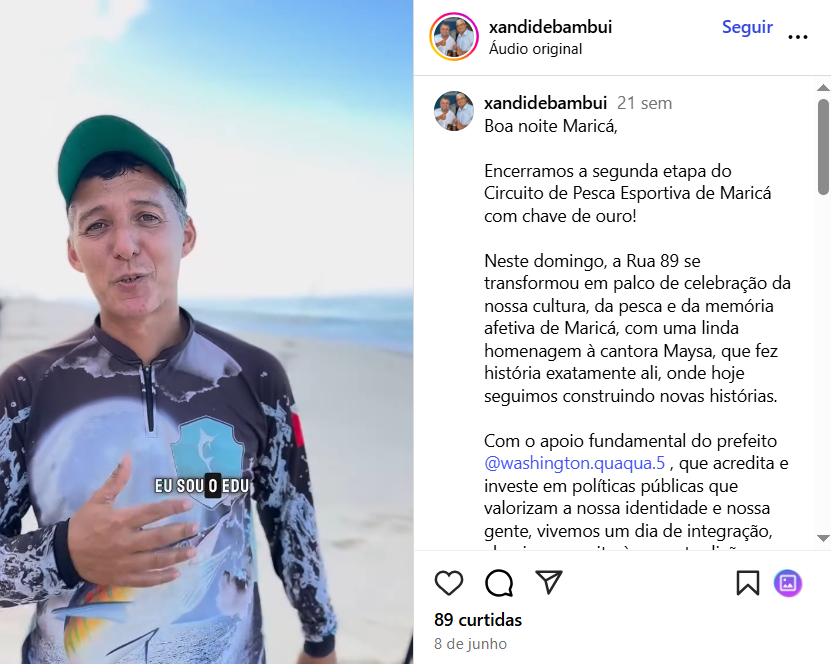 xandidebambui
Seguir
Áudio original
xandidebambui 21 sem
Boa noite Maricá,
Encerramos a segunda etapa do
Circuito de Pesca Esportiva de Maricá
com chave de ouro!
Neste domingo, a Rua 89 se
transformou em palco de celebração da
nossa cultura, da pesca e da memória
afetiva de Maricá, com uma linda
homenagem à cantora Maysa, que fez
história exatamente ali, onde hoje
seguimos construindo novas histórias.
Com o apoio fundamental do prefeito
@washington.quaqua.5 , que acredita e
investe em políticas públicas que
valorizam a nossa identidade e nossa
gente, vivemos um dia de integração,
EU SOU O EDU
89 curtidas
8 de junho